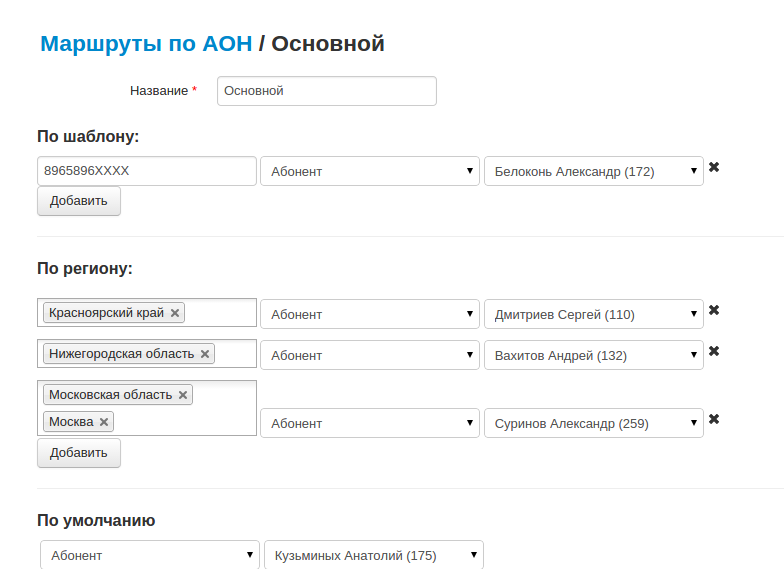 Маршруты по АОН / Основной
Название * Основной
По шаблону:
8965896XXXX Абонент Белоконь Александр (172)
Добавить
По региону:
Красноярский край Абонент Дмитриев Сергей (110)
Нижегородская область Абонент Вахитов Андрей (132)
Московская область
Москва Абонент Суринов Александр (259)
Добавить
По умолчанию
Абонент Кузьминых Анатолий (175)